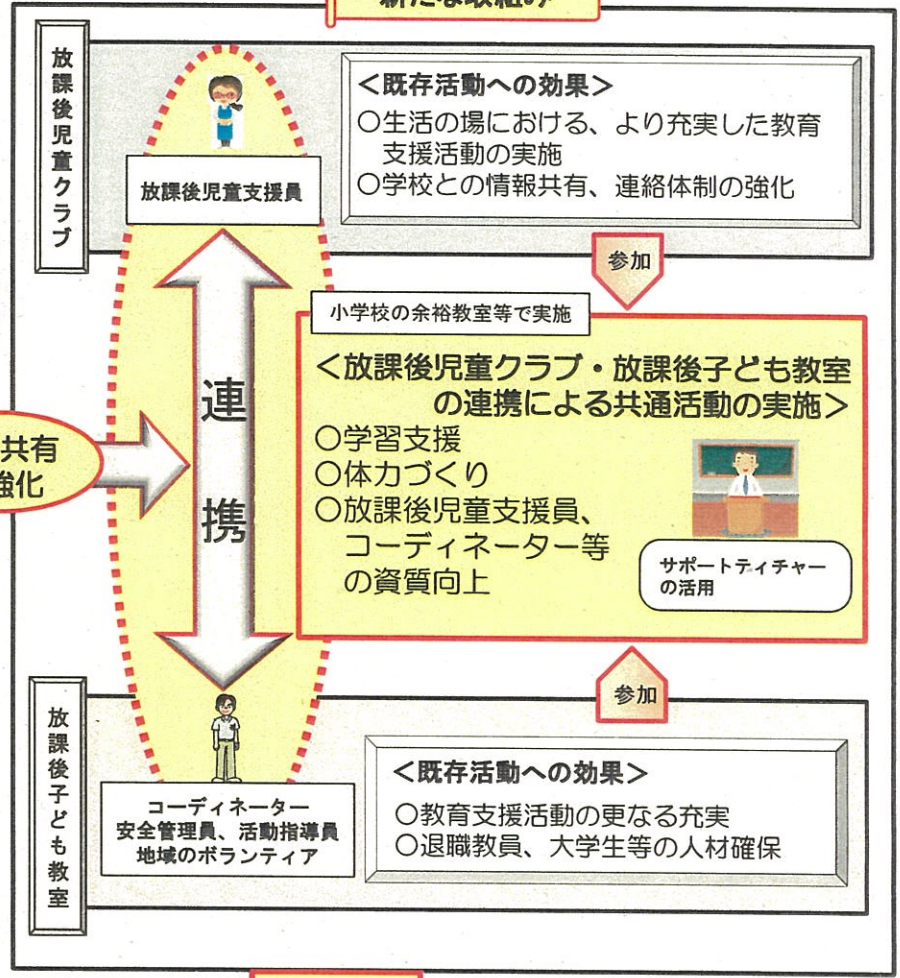 新たな取組み
放課後児童クラブ
放課後児童支援員
＜既存活動への効果＞
○生活の場における、より充実した教育
支援活動の実施
○学校との情報共有、連絡体制の強化
参加
小学校の余裕教室等で実施
＜放課後児童クラブ・放課後子ども教室
の連携による共通活動の実施＞
○学習支援
○体力づくり
○放課後児童支援員、
コーディネーター等
の資質向上
サポートティチャー
の活用
連携
共有
強化
参加
放課後子ども教室
コーディネーター
安全管理員、活動指導員
地域のボランティア
＜既存活動への効果＞
○教育支援活動の更なる充実
○退職教員、大学生等の人材確保